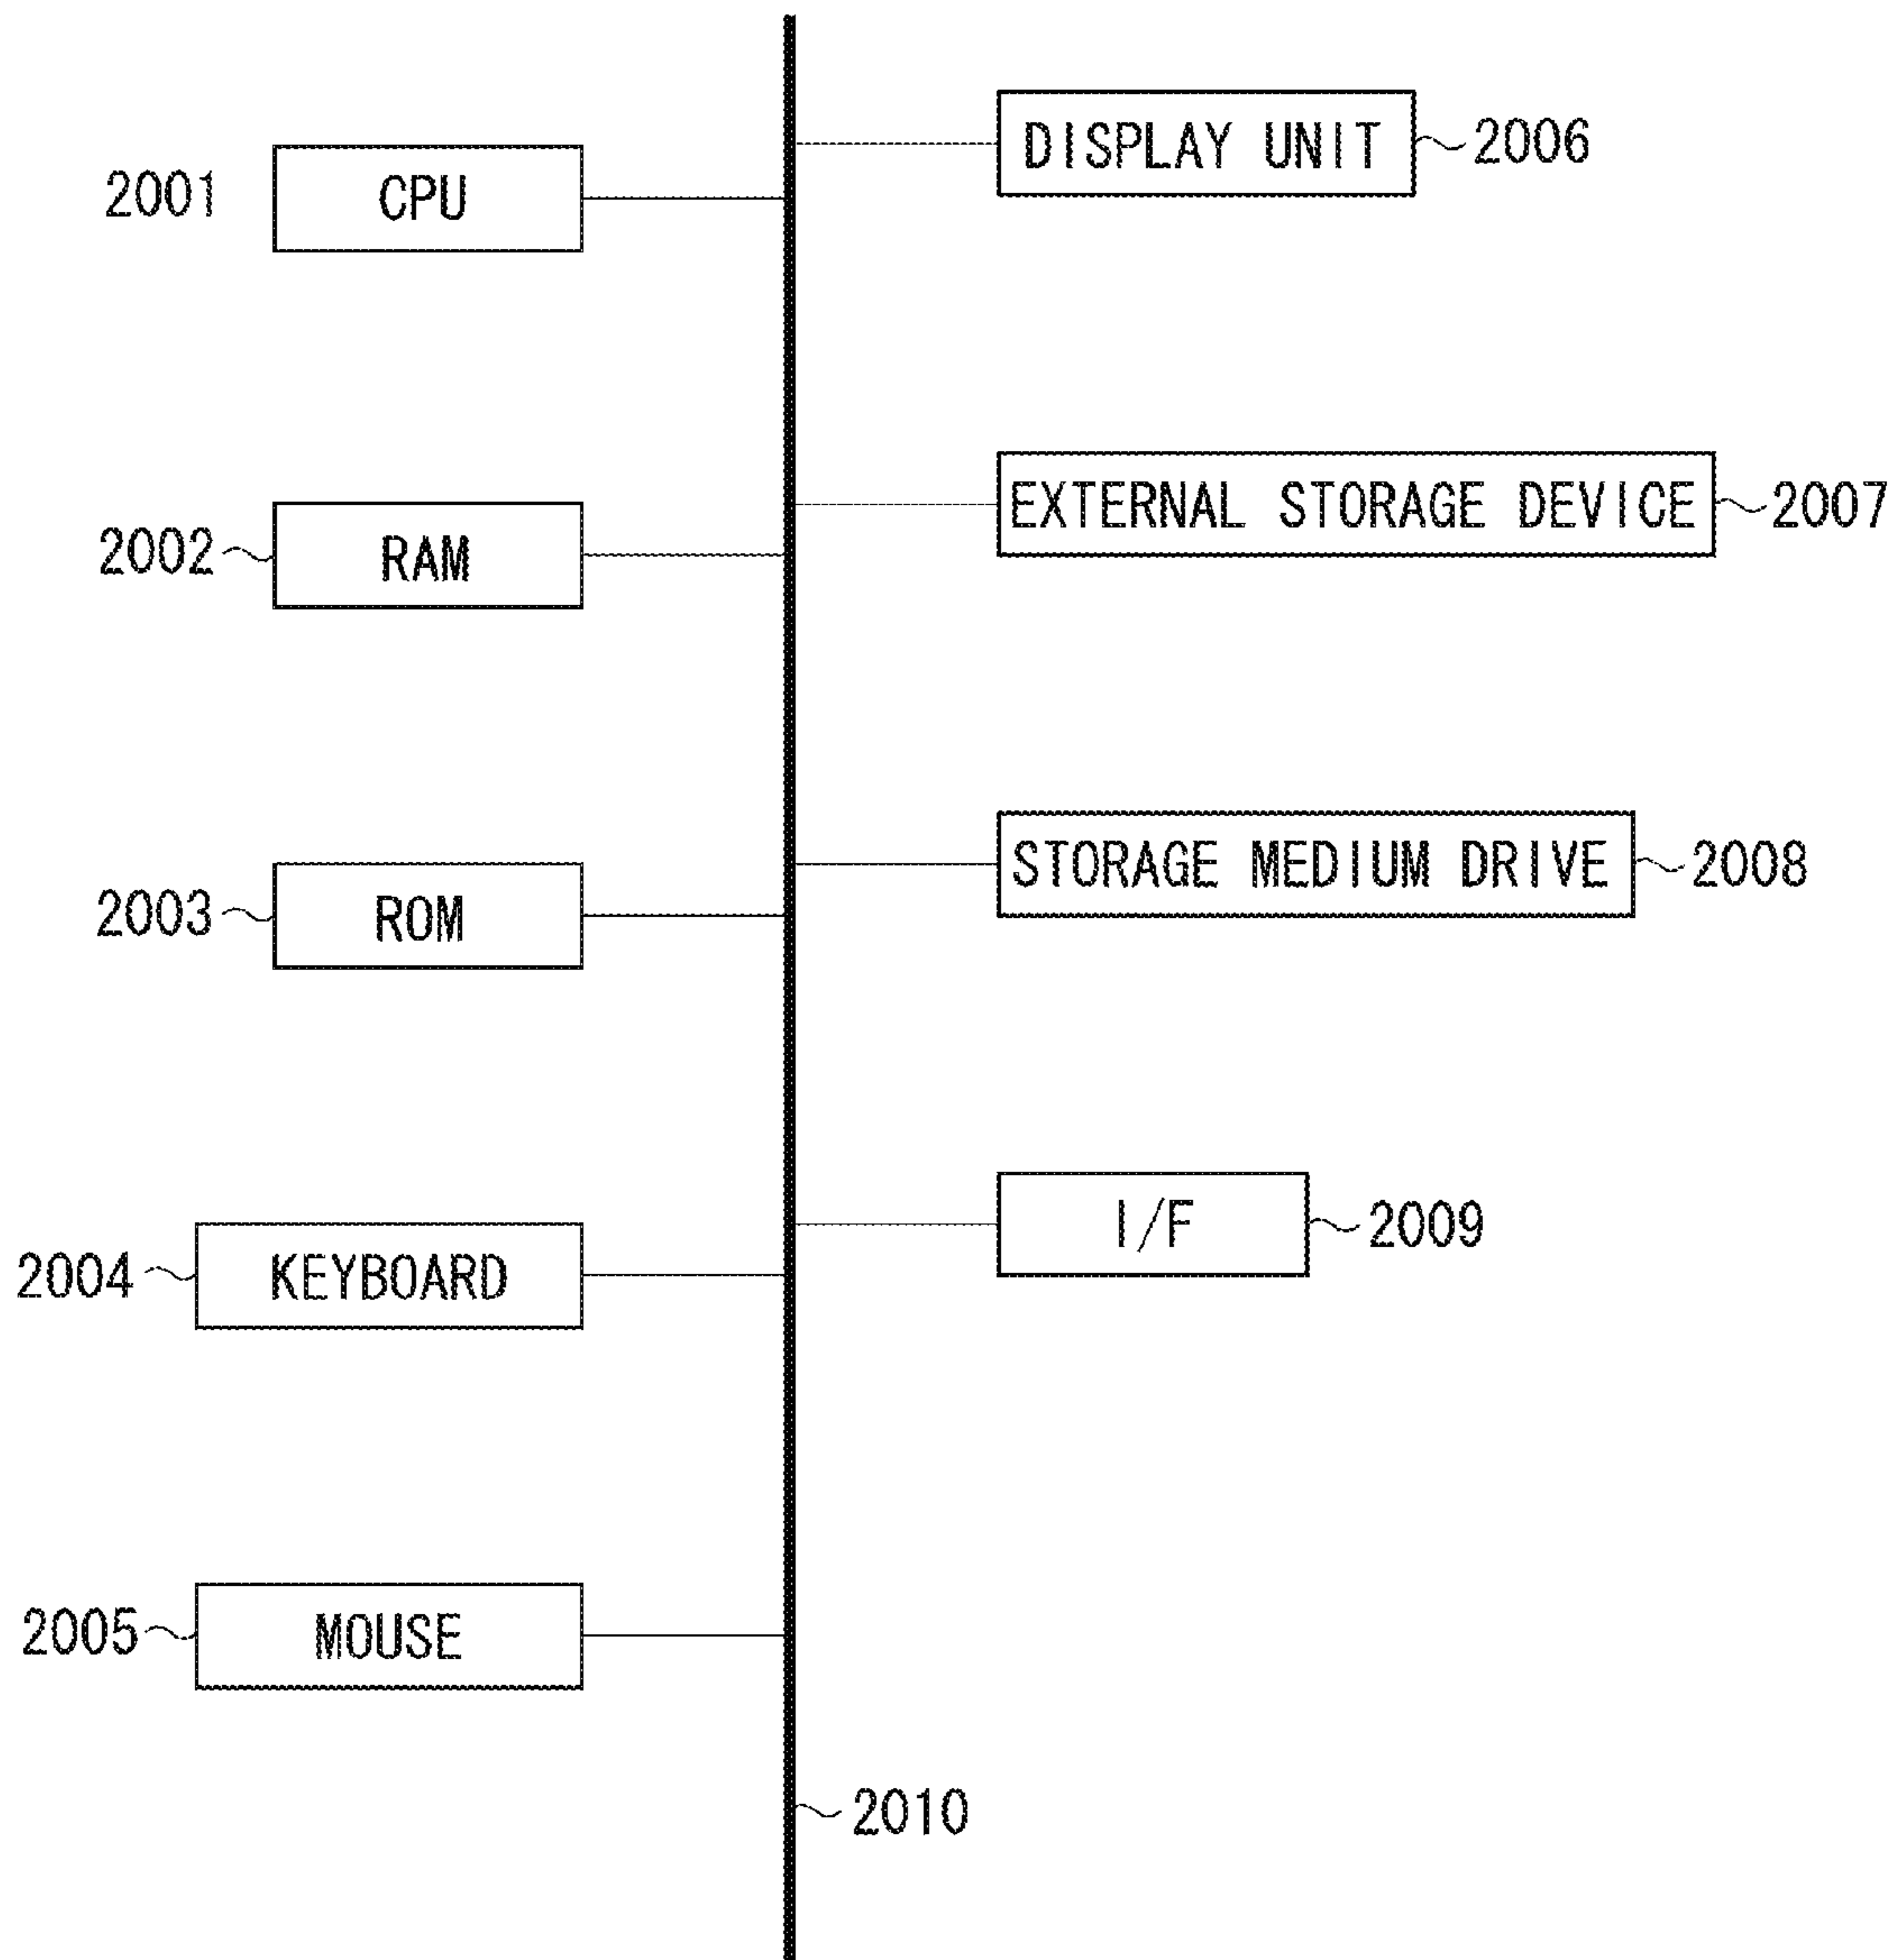 2001 CPU
2002 RAM
2003 ROM
2004 KEYBOARD
2005 MOUSE
DISPLAY UNIT 2006
EXTERNAL STORAGE DEVICE 2007
STORAGE MEDIUM DRIVE 2008
I/F 2009
2010